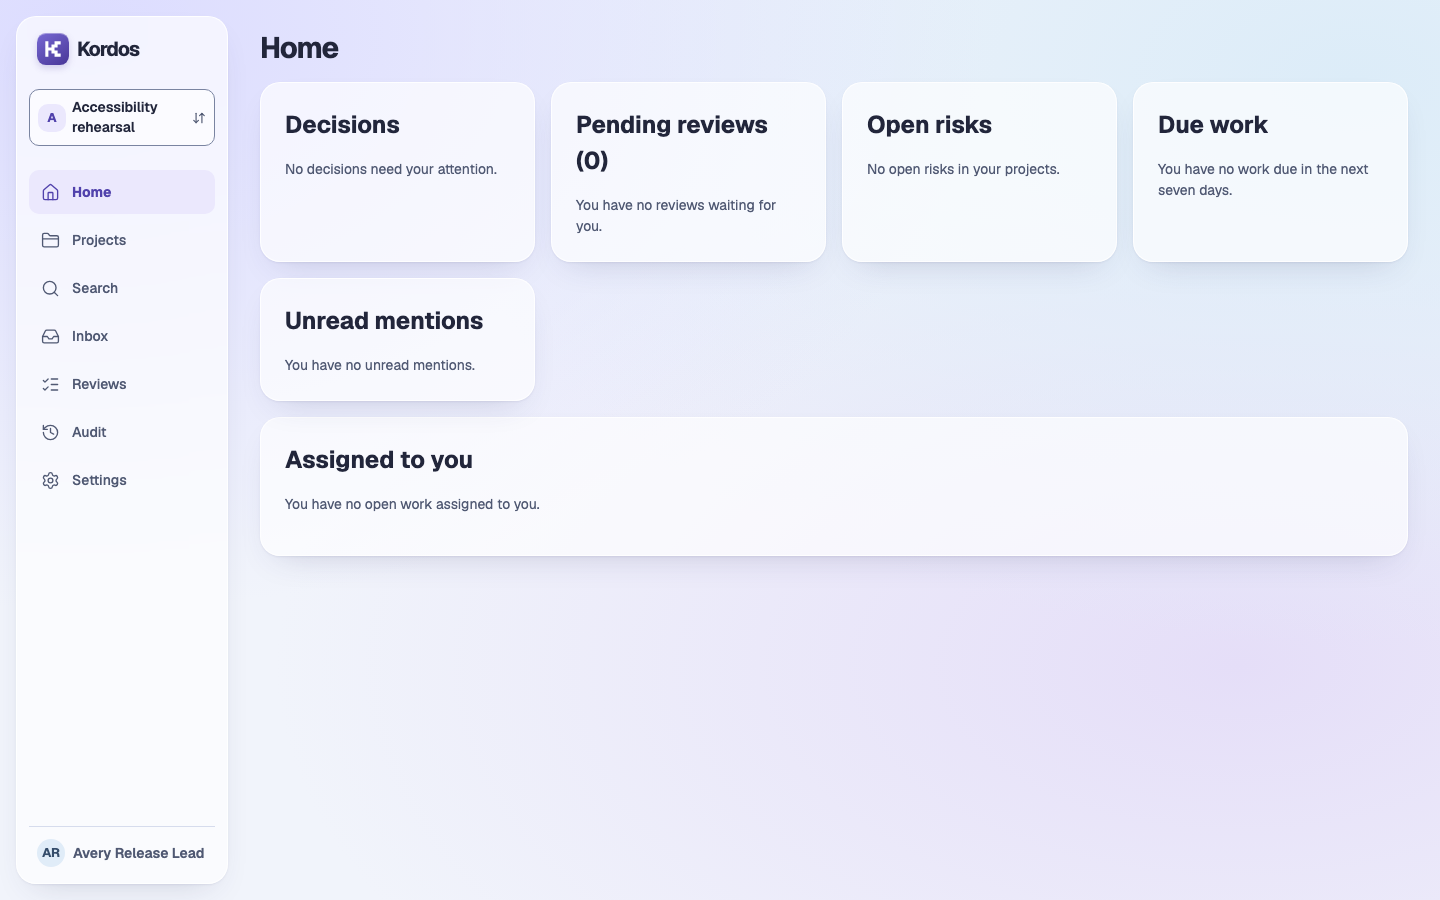 Kordos
A
Accessibility
rehearsal
Home
Projects
Search
Inbox
Reviews
Audit
Settings
AR
Avery Release Lead
Home
Decisions
No decisions need your attention.
Pending reviews
(0)
You have no reviews waiting for
you.
Open risks
No open risks in your projects.
Due work
You have no work due in the next
seven days.
Unread mentions
You have no unread mentions.
Assigned to you
You have no open work assigned to you.